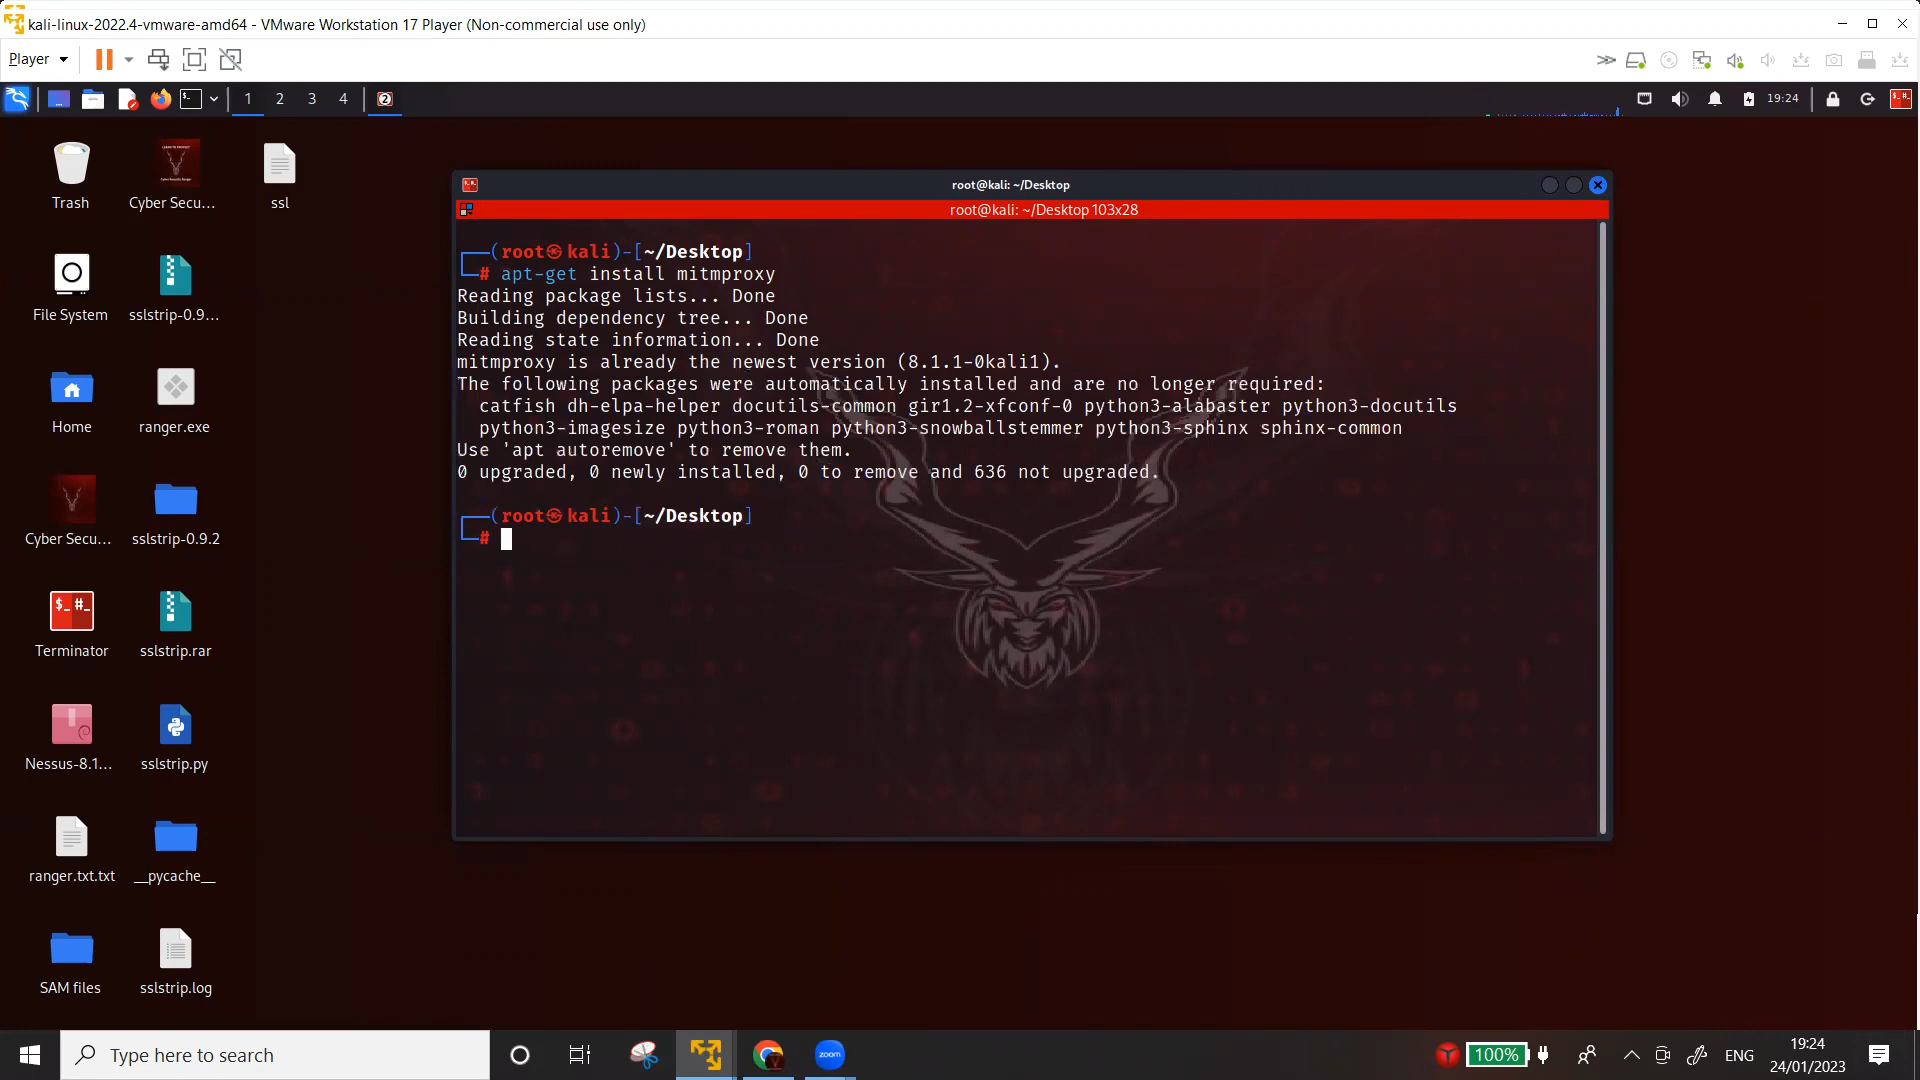 kali-linux-2022.4-vmware-amd64 - VMware Workstation 17 Player (Non-commercial use only)
Player
1 2 3 4
19:24
Trash
Cyber Secu...
ssl
File System
sslstrip-0.9...
Home
ranger.exe
Cyber Secu...
sslstrip-0.9.2
Terminator
sslstrip.rar
Nessus-8.1...
sslstrip.py
ranger.txt.txt
__pycache__
SAM files
sslstrip.log
root@kali: ~/Desktop
root@kali: ~/Desktop 103x28
┌──(root㉿kali)-[~/Desktop]
└─# apt-get install mitmproxy
Reading package lists... Done
Building dependency tree... Done
Reading state information... Done
mitmproxy is already the newest version (8.1.1-0kali1).
The following packages were automatically installed and are no longer required:
  catfish dh-elpa-helper docutils-common gir1.2-xfconf-0 python3-alabaster python3-docutils
  python3-imagesize python3-roman python3-snowballstemmer python3-sphinx sphinx-common
Use 'apt autoremove' to remove them.
0 upgraded, 0 newly installed, 0 to remove and 636 not upgraded.
┌──(root㉿kali)-[~/Desktop]
└─#
Type here to search
zoom
100%
ENG
19:24
24/01/2023